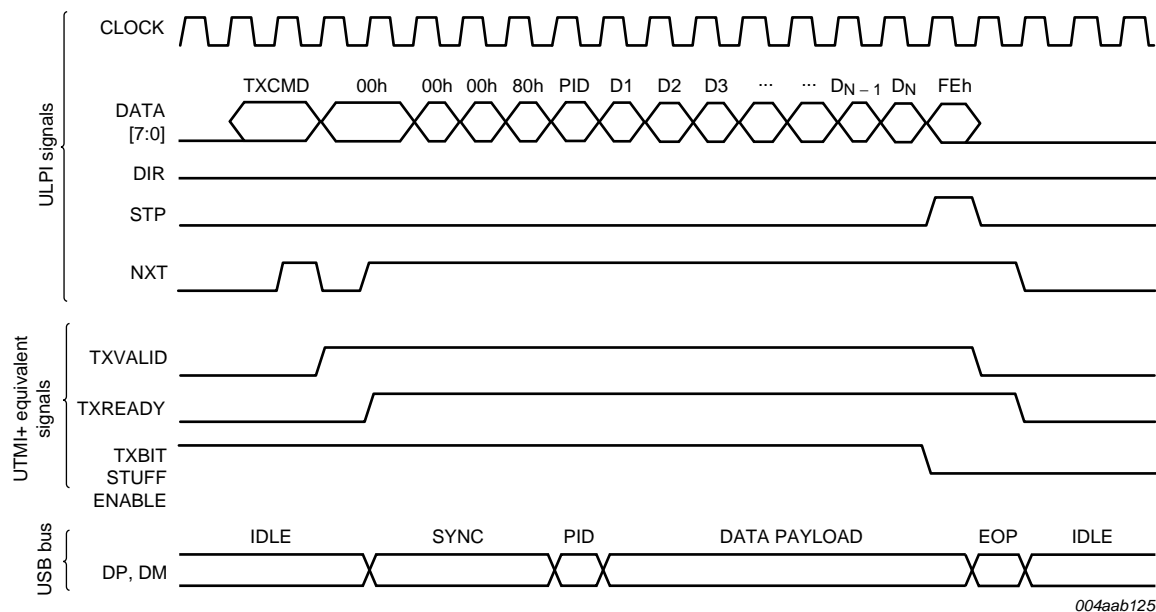 CLOCK
TXCMD 00h 00h 00h 80h PID D1 D2 D3 ... ... DN – 1 DN FEh
DATA
[7:0]
DIR
STP
NXT
ULPI signals
TXVALID
TXREADY
TXBIT
STUFF
ENABLE
UTMI+ equivalent
signals
IDLE SYNC PID DATA PAYLOAD EOP IDLE
DP, DM
USB bus
004aab125